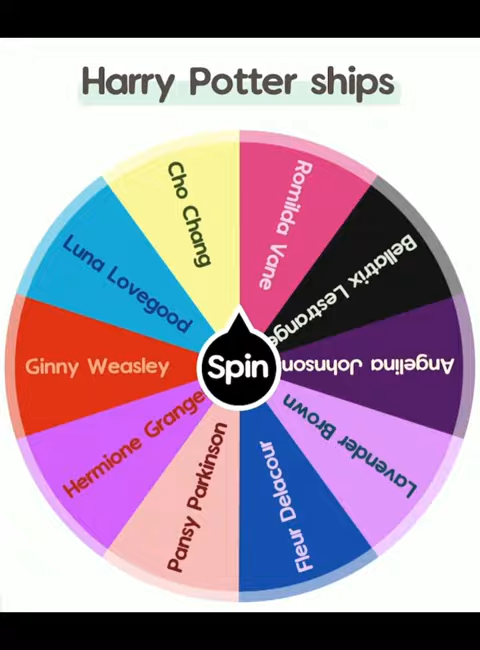 Harry Potter ships
Romilda Vane
Bellatrix Lestrange
Angelina Johnson
Lavender Brown
Fleur Delacour
Pansy Parkinson
Hermione Granger
Ginny Weasley
Luna Lovegood
Cho Chang
Spin